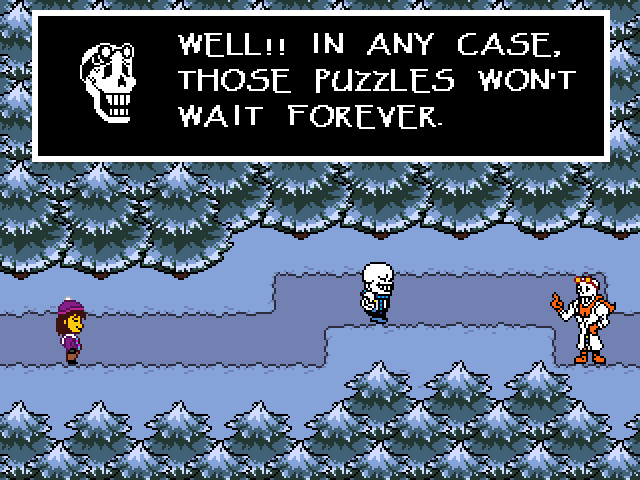 WELL!! IN ANY CASE,
THOSE PUZZLES WON'T
WAIT FOREVER.